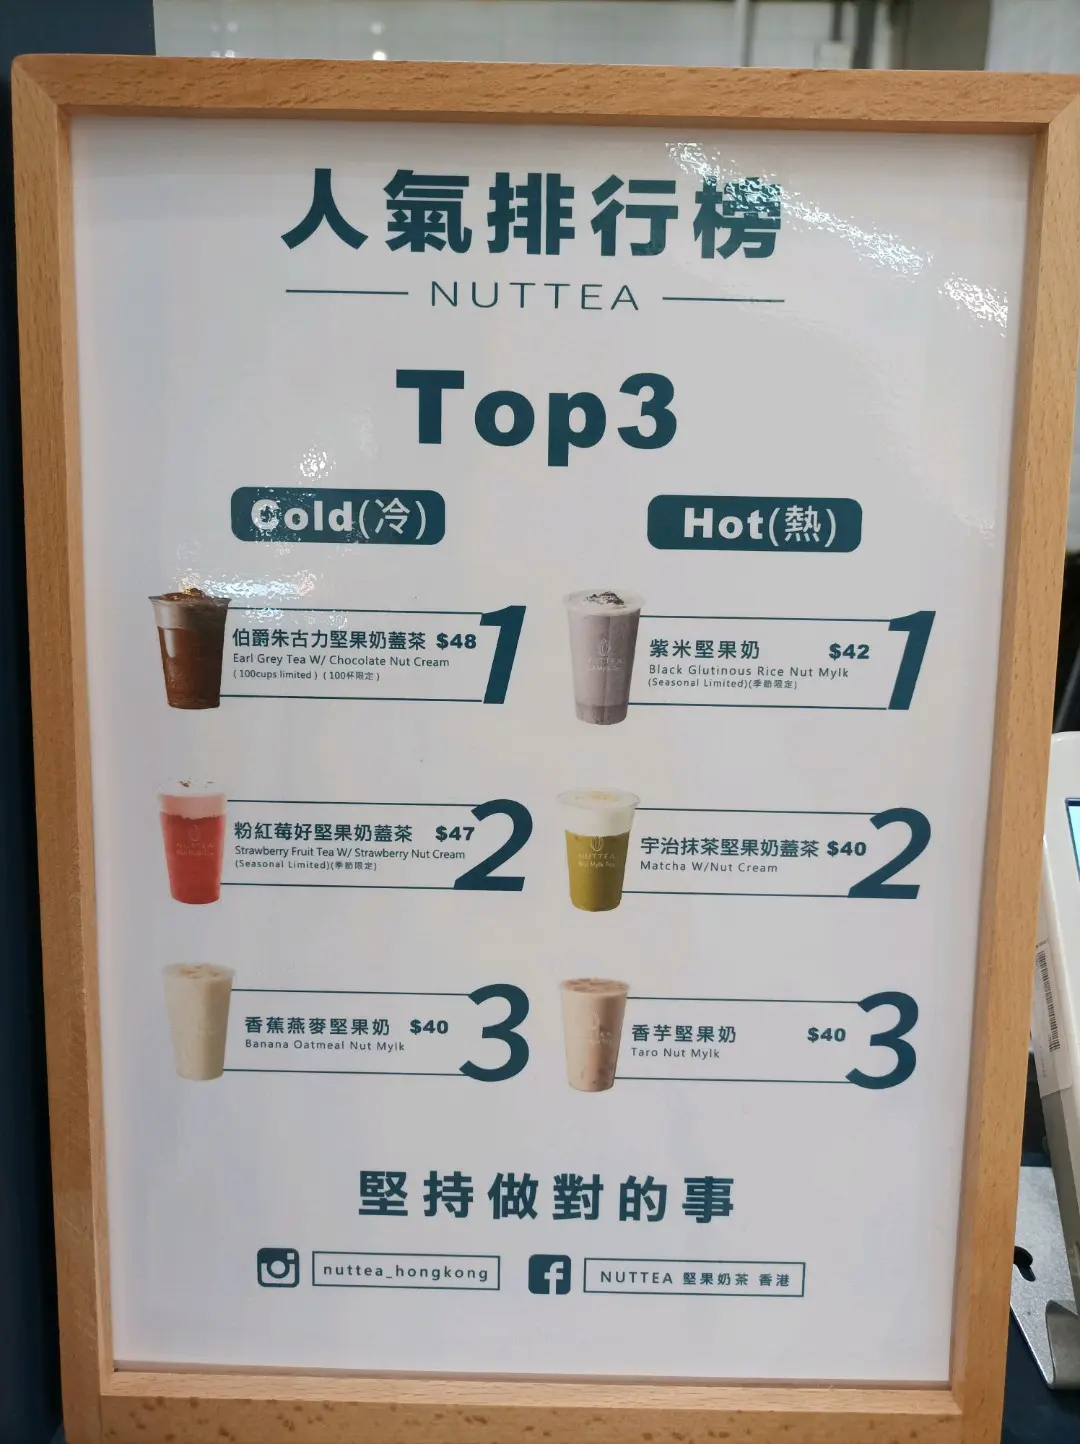 人氣排行榜
NUTTEA
Top3
Cold(冷)
伯爵朱古力堅果奶蓋茶 $48
Earl Grey Tea W/ Chocolate Nut Cream
(100cups limited) (100杯限定)
1
粉紅莓好堅果奶蓋茶 $47
Strawberry Fruit Tea W/ Strawberry Nut Cream
(Seasonal Limited)(季節限定)
2
香蕉燕麥堅果奶 $40
Banana Oatmeal Nut Mylk
3
Hot(熱)
紫米堅果奶 $42
Black Glutinous Rice Nut Mylk
(Seasonal Limited)(季節限定)
1
宇治抹茶堅果奶蓋茶 $40
Matcha W/Nut Cream
2
香芋堅果奶 $40
Taro Nut Mylk
3
堅持做對的事
nuttea_hongkong
NUTTEA 堅果奶茶 香港